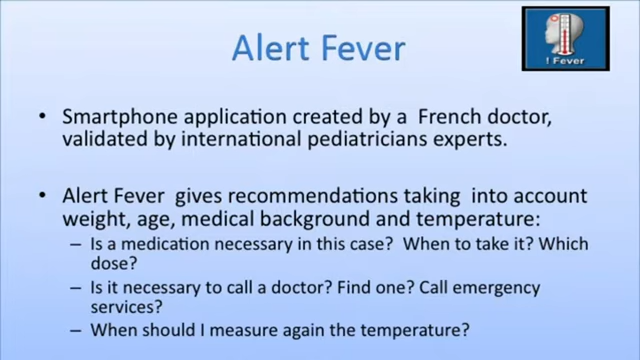 Alert Fever
! Fever
• Smartphone application created by a French doctor,
validated by international pediatricians experts.
• Alert Fever gives recommendations taking into account
weight, age, medical background and temperature:
– Is a medication necessary in this case? When to take it? Which
dose?
– Is it necessary to call a doctor? Find one? Call emergency
services?
– When should I measure again the temperature?